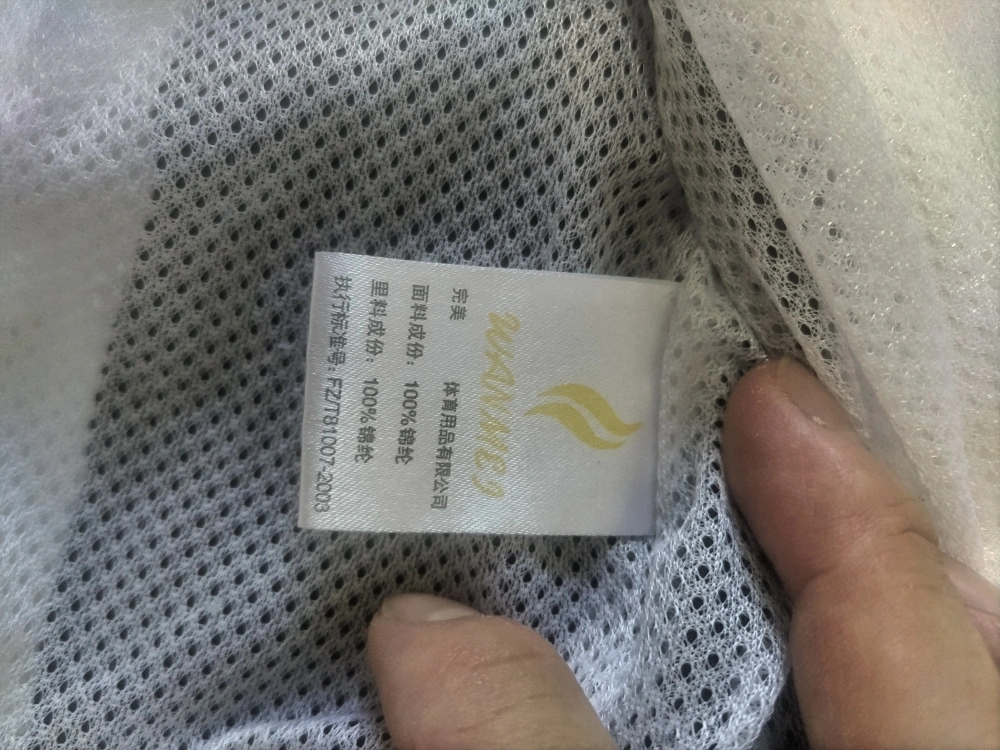 WANMEI
完美 体育用品有限公司
面料成份：100%锦纶
里料成份：100%锦纶
执行标准号：FZ/T81007-2003